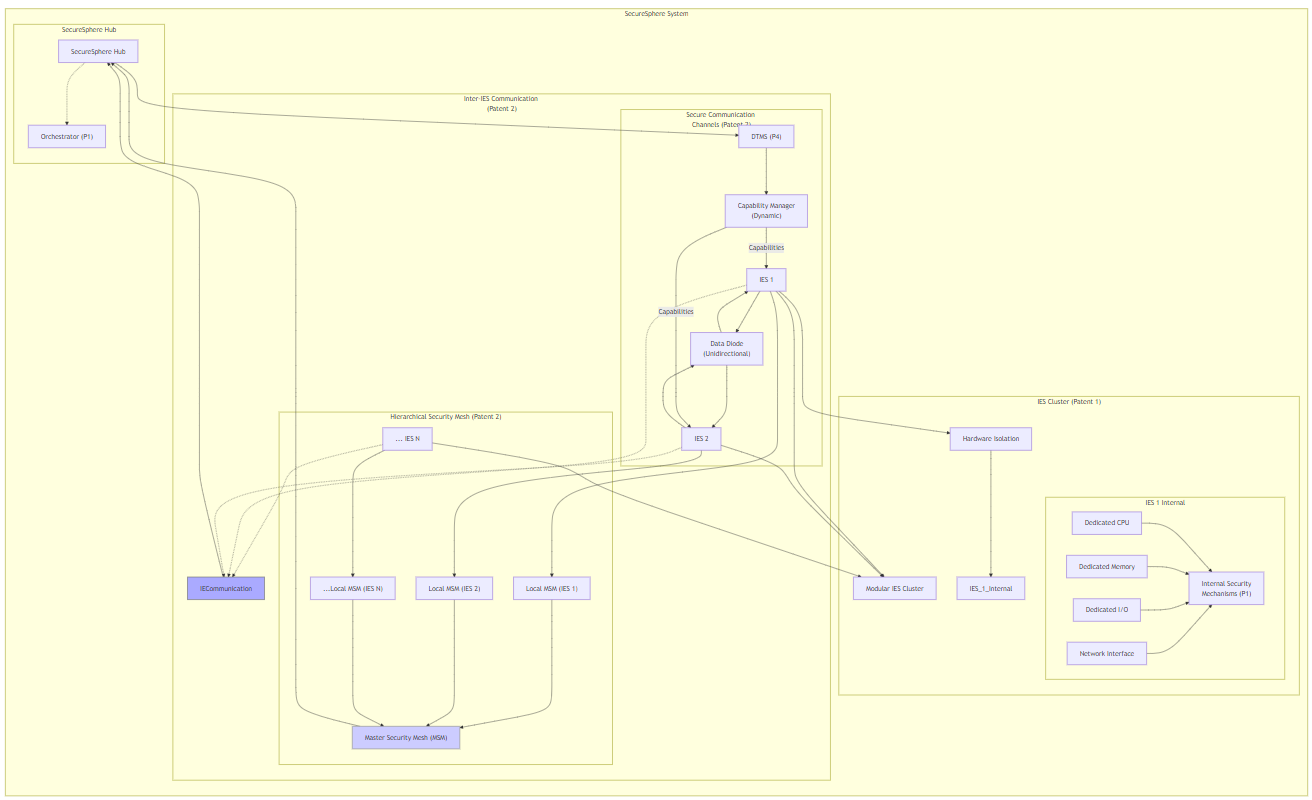 SecureSphere System
SecureSphere Hub
SecureSphere Hub
Orchestrator (P1)
Inter-IES Communication
(Patent 2)
Secure Communication
Channels (Patent 2)
DTMS (P4)
Capability Manager
(Dynamic)
Capabilities
IES 1
Capabilities
Data Diode
(Unidirectional)
IES 2
Hierarchical Security Mesh (Patent 2)
... IES N
IECommunication
...Local MSM (IES N)
Local MSM (IES 2)
Local MSM (IES 1)
Master Security Mesh (MSM)
IES Cluster (Patent 1)
Hardware Isolation
Modular IES Cluster
IES_1_Internal
IES 1 Internal
Dedicated CPU
Dedicated Memory
Dedicated I/O
Network Interface
Internal Security
Mechanisms (P1)